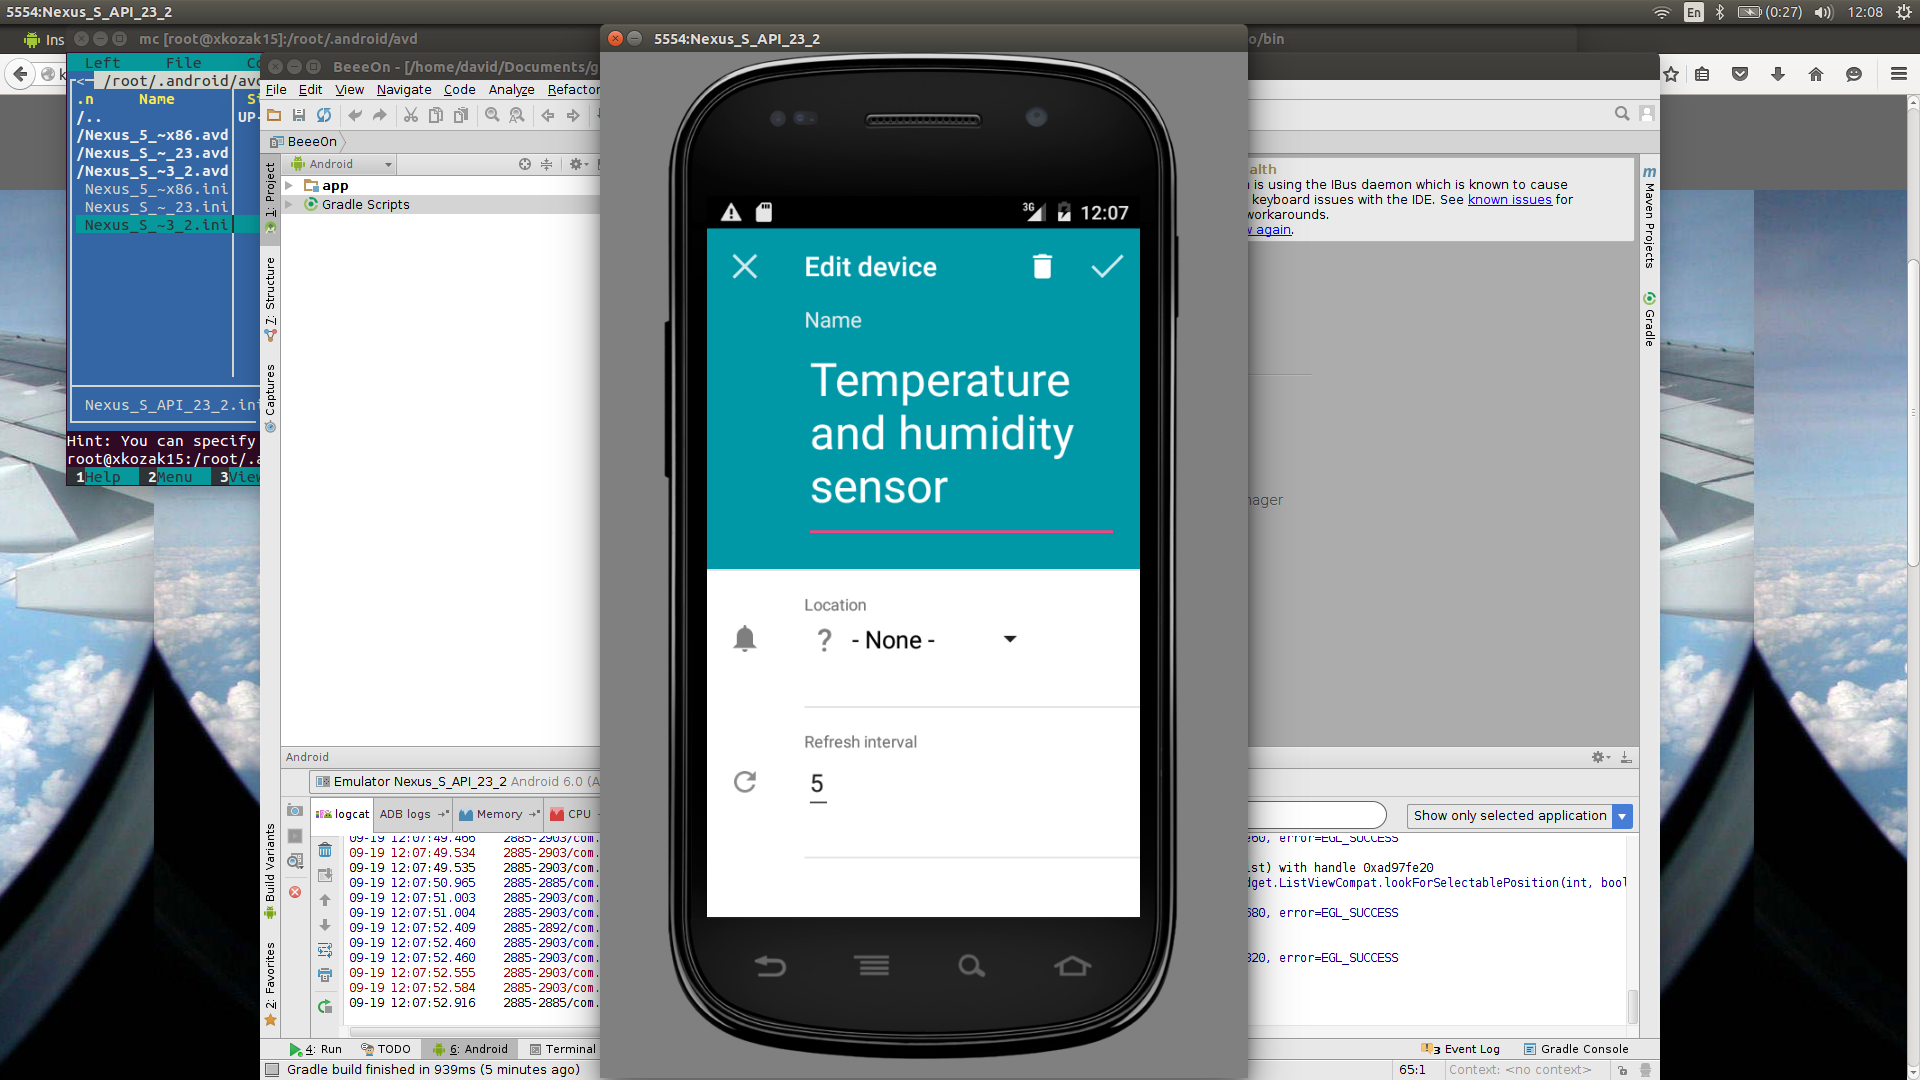 5554:Nexus_S_API_23_2
En
(0:27)
12:08
Ins
mc [root@xkozak15]:/root/.android/avd
5554:Nexus_S_API_23_2
o/bin
Left File Co
/root/.android/avd
.n Name Si
/.. UP-
/Nexus_5_~x86.avd
/Nexus_S_~_23.avd
/Nexus_S_~3_2.avd
Nexus_5_~x86.ini
Nexus_S_~_23.ini
Nexus_S_~3_2.ini
Nexus_S_API_23_2.ini
Hint: You can specify
root@xkozak15:/root/.a
1Help 2Menu 3View
BeeeOn - [/home/david/Documents/g
File Edit View Navigate Code Analyze Refactor
BeeeOn
Android
app
Gradle Scripts
1: Project
7: Structure
Captures
Build Variants
2: Favorites
3G
12:07
Edit device
Name
Temperature
and humidity
sensor
Location
? - None -
Refresh interval
5
alth
is using the IBus daemon which is known to cause
keyboard issues with the IDE. See known issues for
workarounds.
w again.
m Maven Projects
Gradle
nager
Android
Emulator Nexus_S_API_23_2 Android 6.0 (A
logcat ADB logs Memory CPU
Show only selected application
09-19 12:07:49.466 2885-2903/com.
09-19 12:07:49.534 2885-2903/com.
09-19 12:07:49.535 2885-2903/com.
09-19 12:07:50.965 2885-2885/com.
09-19 12:07:51.003 2885-2903/com.
09-19 12:07:51.004 2885-2903/com.
09-19 12:07:52.409 2885-2892/com.
09-19 12:07:52.460 2885-2903/com.
09-19 12:07:52.460 2885-2903/com.
09-19 12:07:52.555 2885-2903/com.
09-19 12:07:52.584 2885-2903/com.
09-19 12:07:52.916 2885-2885/com.
60, error=EGL_SUCCESS
st) with handle 0xad97fe20
dget.ListViewCompat.lookForSelectablePosition(int, bool
680, error=EGL_SUCCESS
320, error=EGL_SUCCESS
4: Run TODO 6: Android Terminal
3 Event Log Gradle Console
Gradle build finished in 939ms (5 minutes ago)
65:1 Context: <no context>